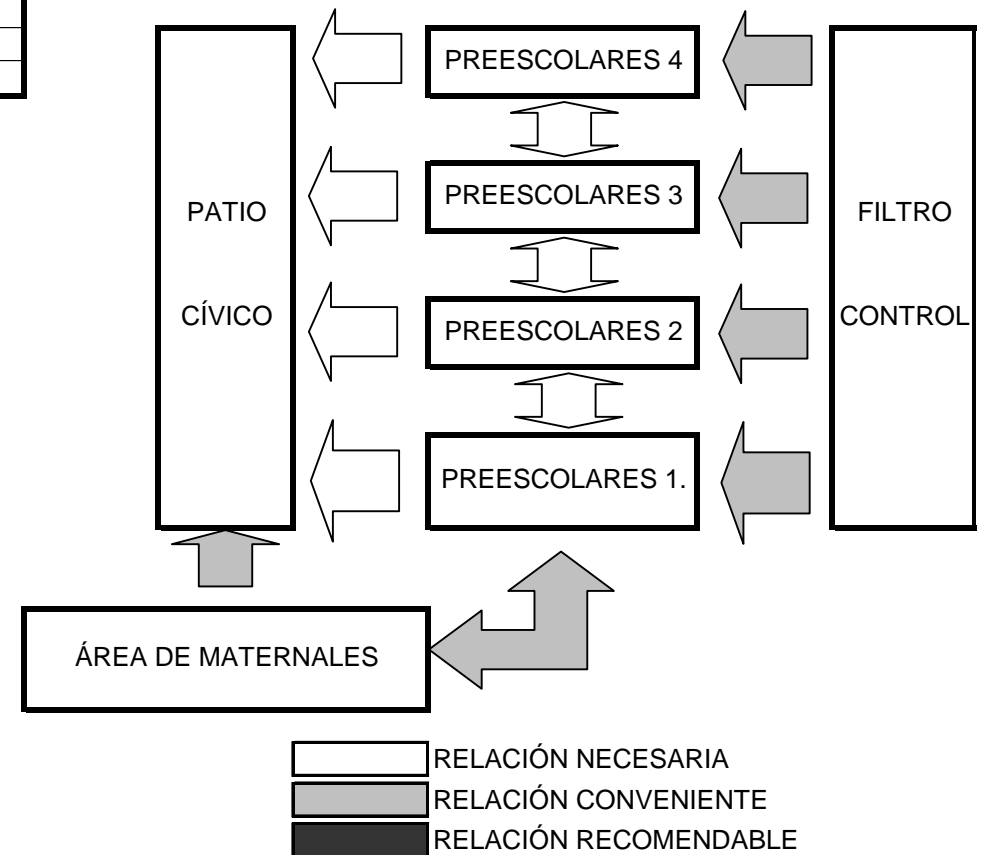 PREESCOLARES 4
PATIO
CÍVICO
PREESCOLARES 3
FILTRO
CONTROL
PREESCOLARES 2
PREESCOLARES 1.
ÁREA DE MATERNALES
RELACIÓN NECESARIA
RELACIÓN CONVENIENTE
RELACIÓN RECOMENDABLE